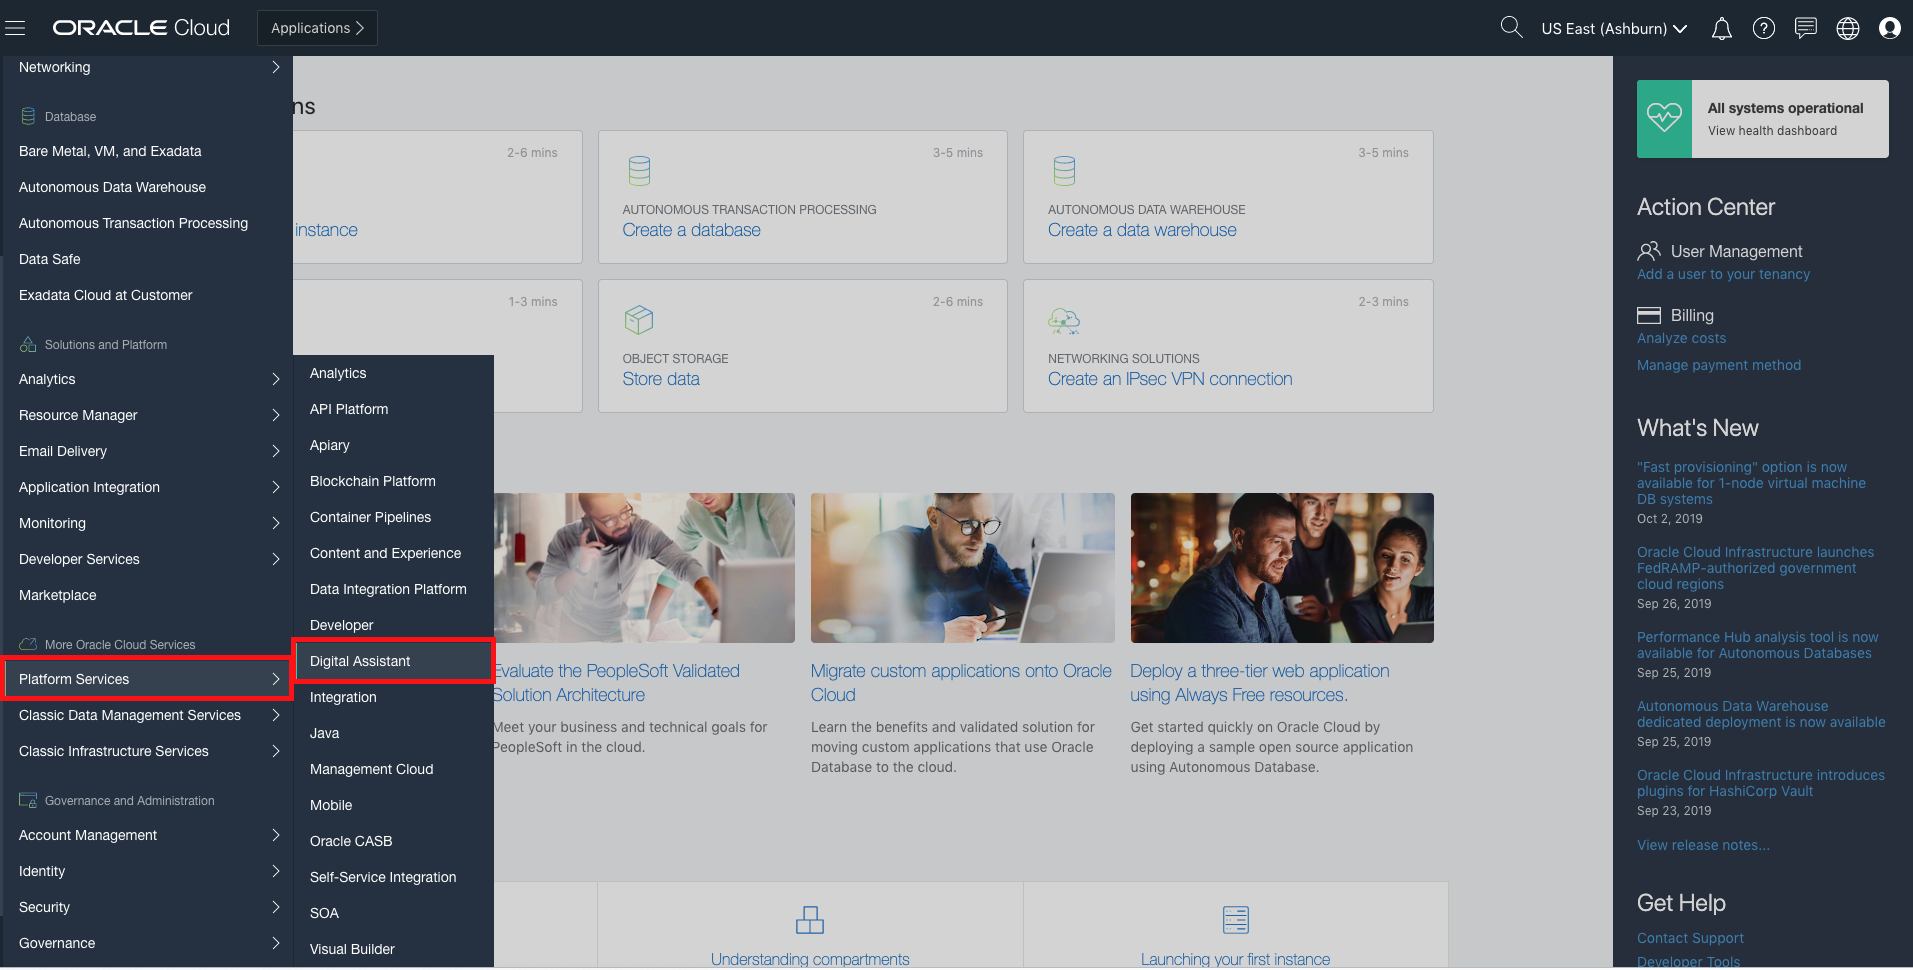 ORACLE Cloud
Applications
US East (Ashburn)
Networking
Database
Bare Metal, VM, and Exadata
Autonomous Data Warehouse
Autonomous Transaction Processing
Data Safe
Exadata Cloud at Customer
Solutions and Platform
Analytics
Resource Manager
Email Delivery
Application Integration
Monitoring
Developer Services
Marketplace
More Oracle Cloud Services
Platform Services
Classic Data Management Services
Classic Infrastructure Services
Governance and Administration
Account Management
Identity
Security
Governance
Analytics
API Platform
Apiary
Blockchain Platform
Container Pipelines
Content and Experience
Data Integration Platform
Developer
Digital Assistant
Integration
Java
Management Cloud
Mobile
Oracle CASB
Self-Service Integration
SOA
Visual Builder
ns
2-6 mins
instance
3-5 mins
AUTONOMOUS TRANSACTION PROCESSING
Create a database
3-5 mins
AUTONOMOUS DATA WAREHOUSE
Create a data warehouse
1-3 mins
2-6 mins
OBJECT STORAGE
Store data
2-3 mins
NETWORKING SOLUTIONS
Create an IPsec VPN connection
Evaluate the PeopleSoft Validated
Solution Architecture
Meet your business and technical goals for
PeopleSoft in the cloud.
Migrate custom applications onto Oracle
Cloud
Learn the benefits and validated solution for
moving custom applications that use Oracle
Database to the cloud.
Deploy a three-tier web application
using Always Free resources.
Get started quickly on Oracle Cloud by
deploying a sample open source application
using Autonomous Database.
Understanding compartments
Launching your first instance
All systems operational
View health dashboard
Action Center
User Management
Add a user to your tenancy
Billing
Analyze costs
Manage payment method
What's New
"Fast provisioning" option is now
available for 1-node virtual machine
DB systems
Oct 2, 2019
Oracle Cloud Infrastructure launches
FedRAMP-authorized government
cloud regions
Sep 26, 2019
Performance Hub analysis tool is now
available for Autonomous Databases
Sep 25, 2019
Autonomous Data Warehouse
dedicated deployment is now available
Sep 25, 2019
Oracle Cloud Infrastructure introduces
plugins for HashiCorp Vault
Sep 23, 2019
View release notes...
Get Help
Contact Support
Developer Tools